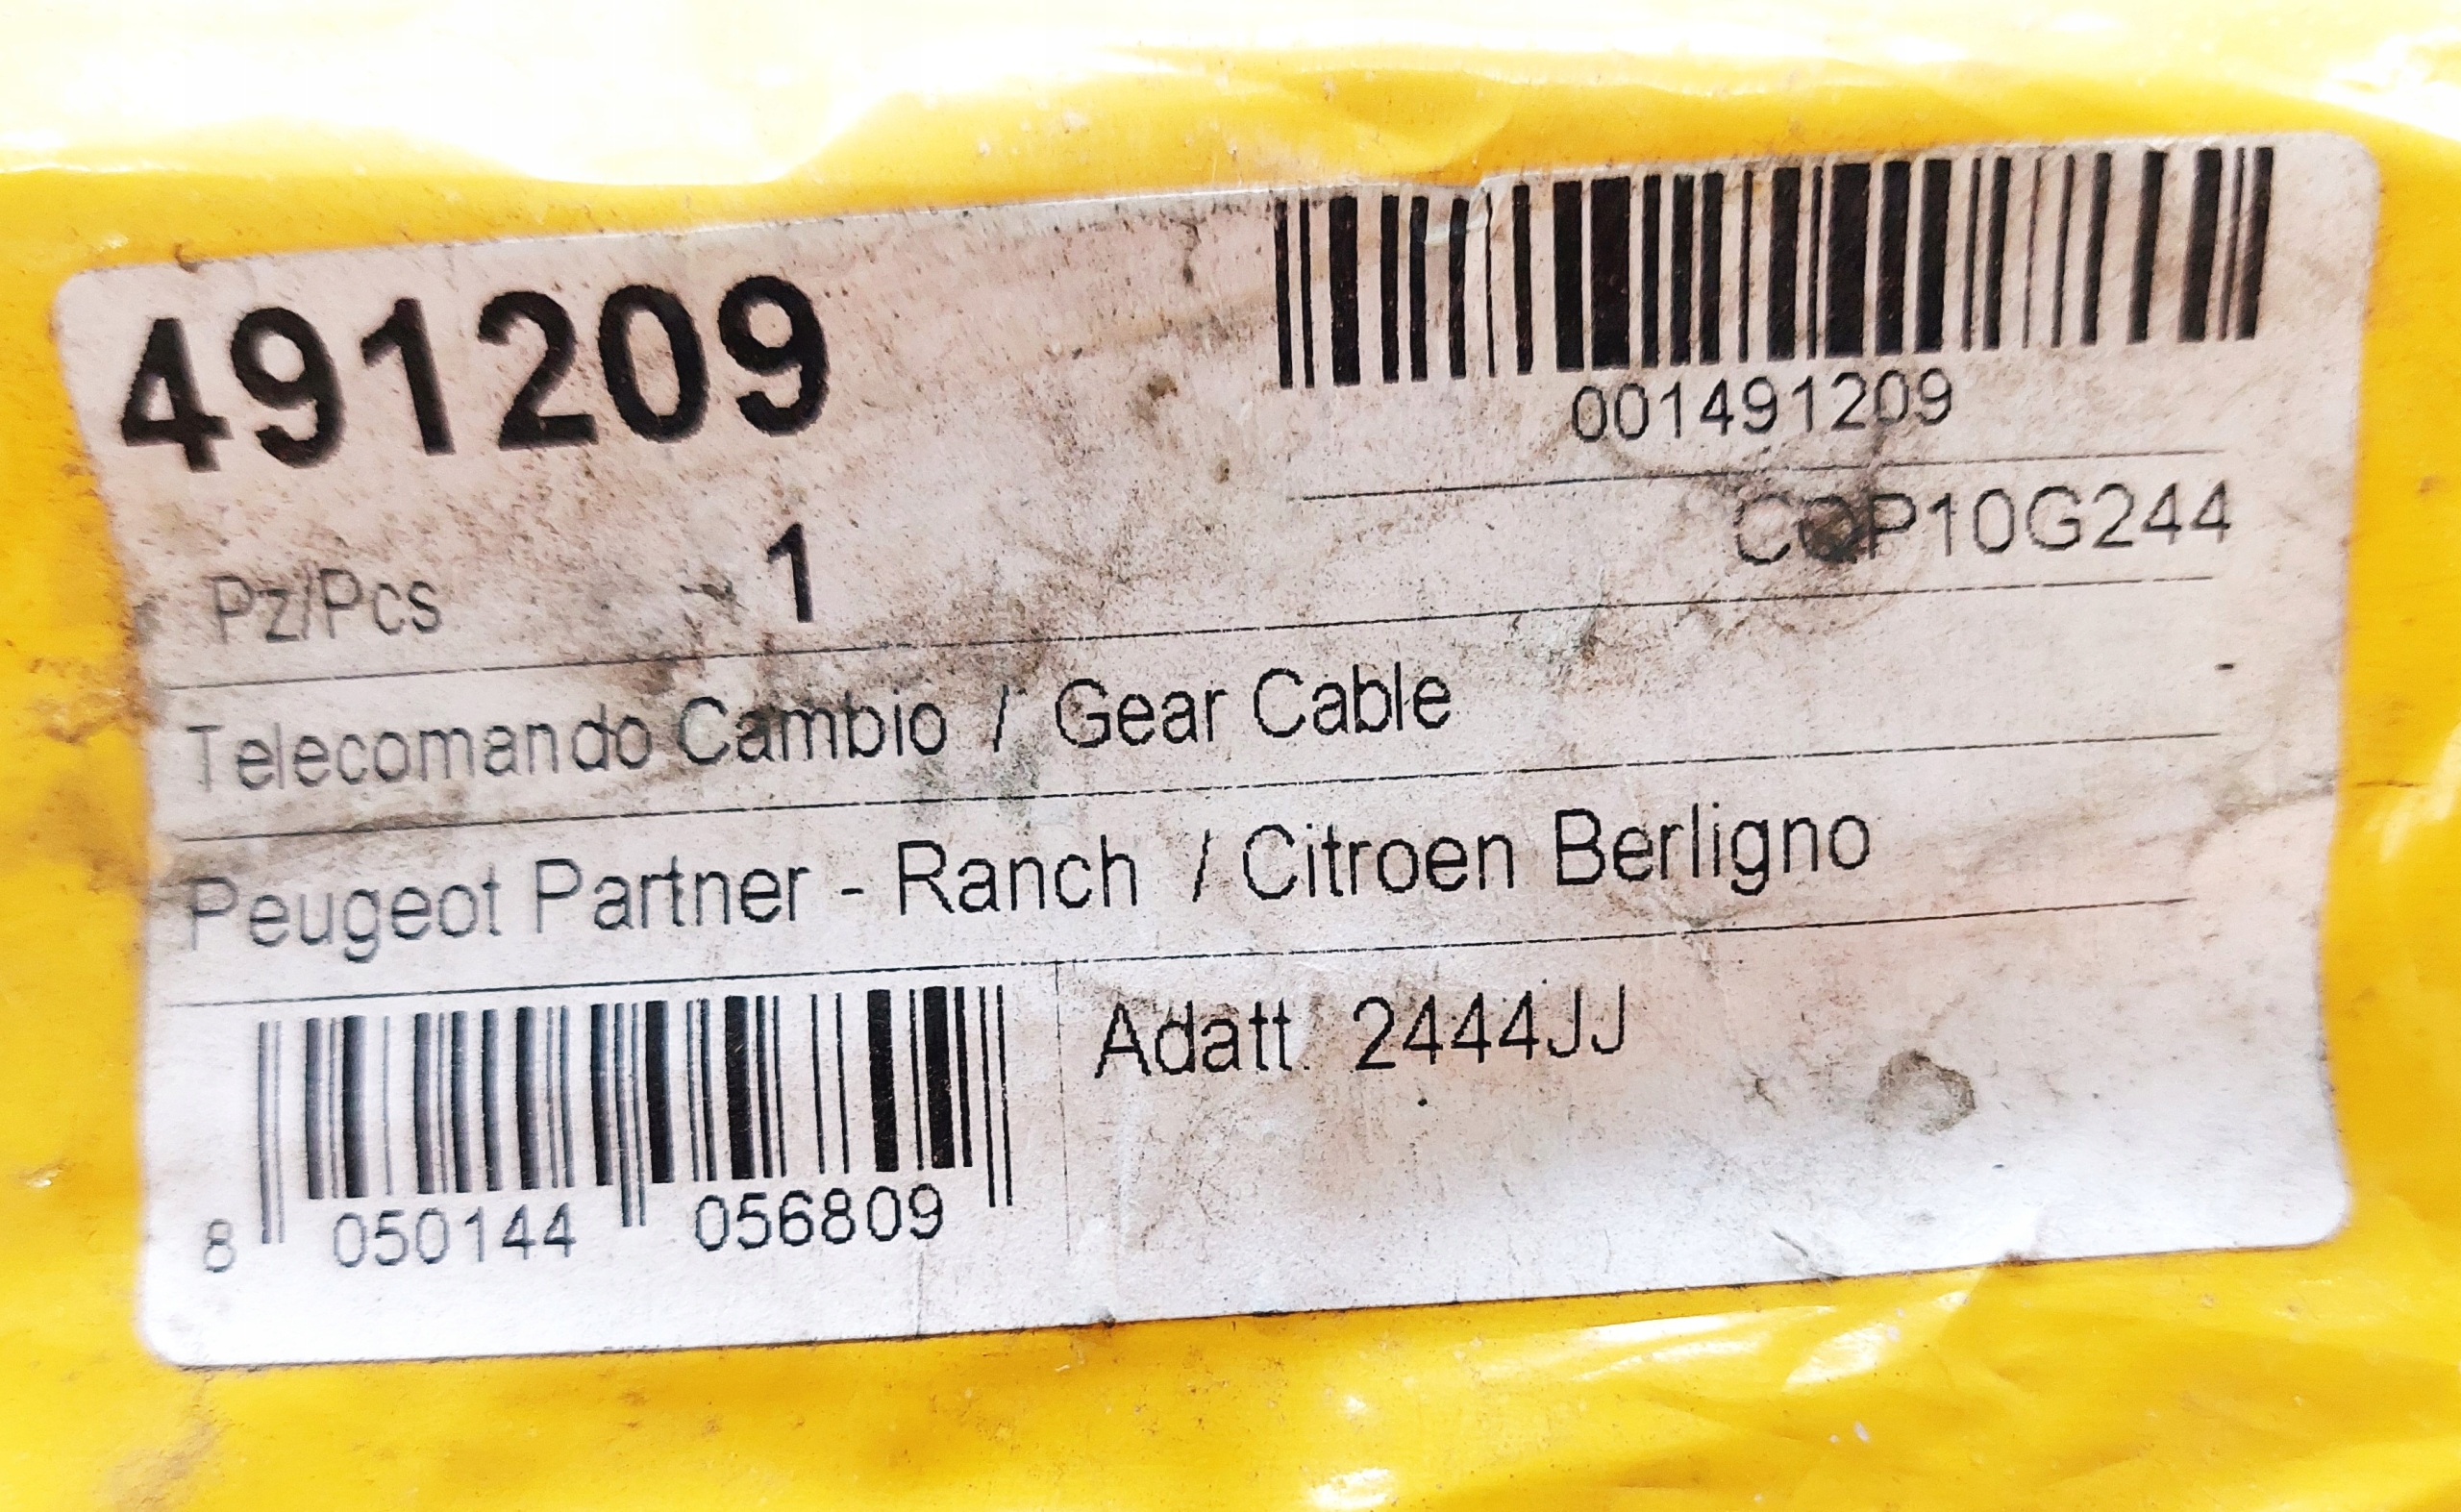 491209
001491209
Pz/Pcs 1
CQP10G244
Telecomando Cambio / Gear Cable -
Peugeot Partner - Ranch / Citroen Berligno
Adatt. 2444JJ
8 050144 056809